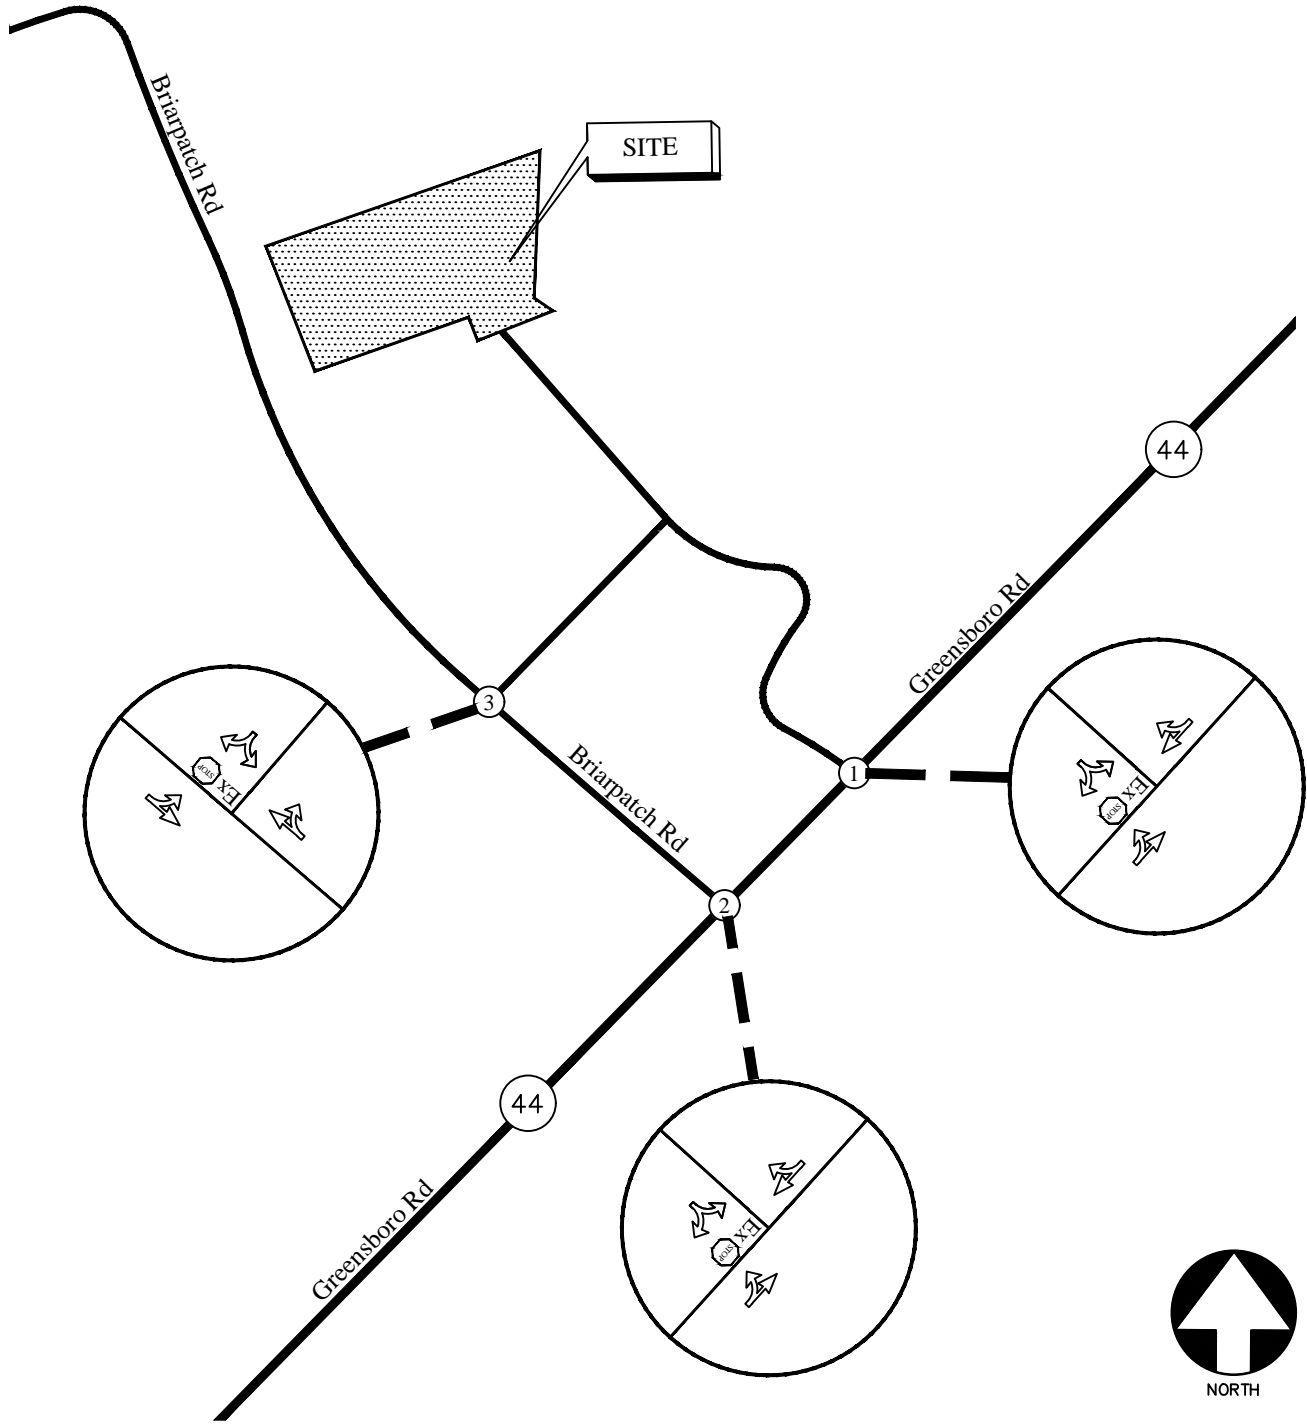 Briarpatch Rd
SITE
44
Greensboro Rd
3
STOP
Ex
Briarpatch Rd
1
Ex
STOP
2
44
Greensboro Rd
Ex
STOP
NORTH